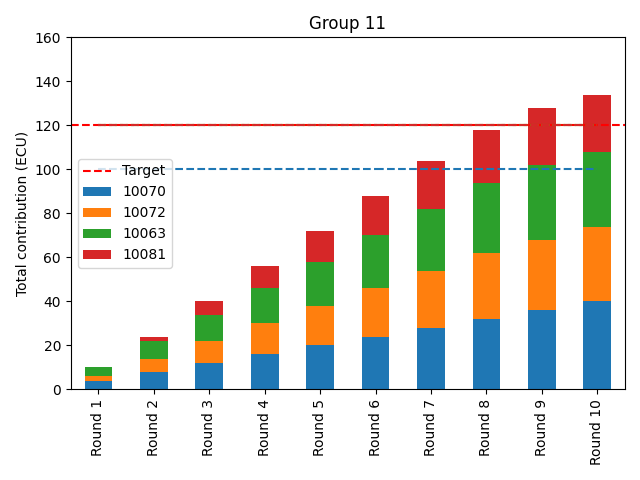 Group 11
Total contribution (ECU)
160
140
120
100
80
60
40
20
0
Target
10070
10072
10063
10081
Round 1
Round 2
Round 3
Round 4
Round 5
Round 6
Round 7
Round 8
Round 9
Round 10